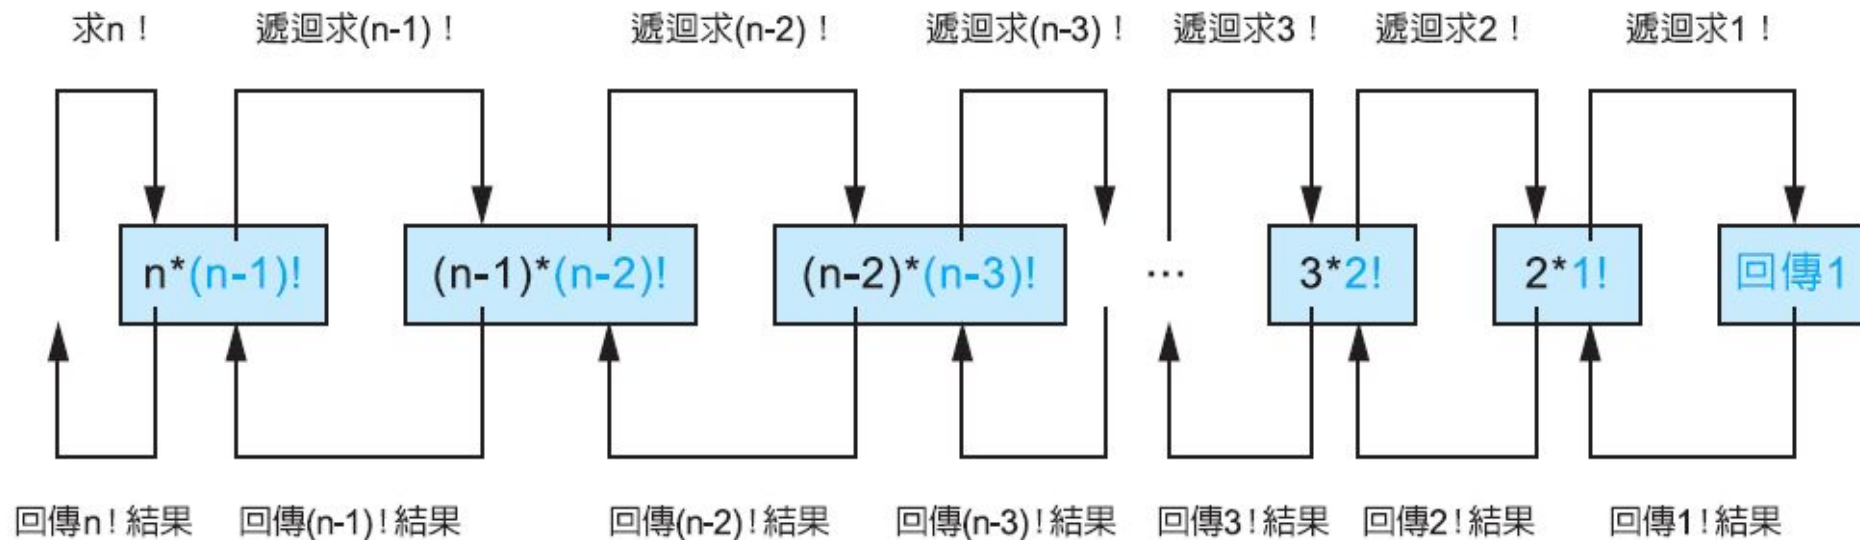 求n！ 遞迴求(n-1)！ 遞迴求(n-2)！ 遞迴求(n-3)！ 遞迴求3！ 遞迴求2！ 遞迴求1！
n*(n-1)! (n-1)*(n-2)! (n-2)*(n-3)! … 3*2! 2*1! 回傳1
回傳n！結果 回傳(n-1)！結果 回傳(n-2)！結果 回傳(n-3)！結果 回傳3！結果 回傳2！結果 回傳1！結果